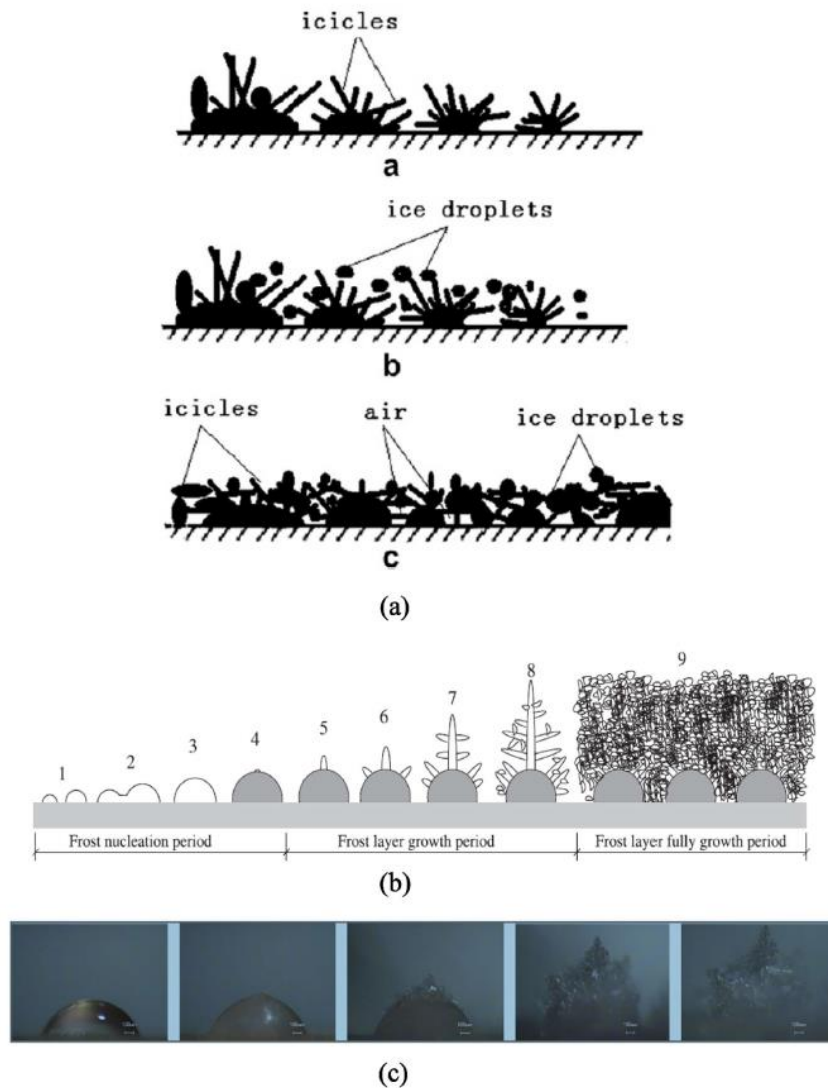 icicles
a
ice droplets
b
icicles air ice droplets
c
(a)
1 2 3 4 5 6 7 8 9
Frost nucleation period Frost layer growth period Frost layer fully growth period
(b)
(c)